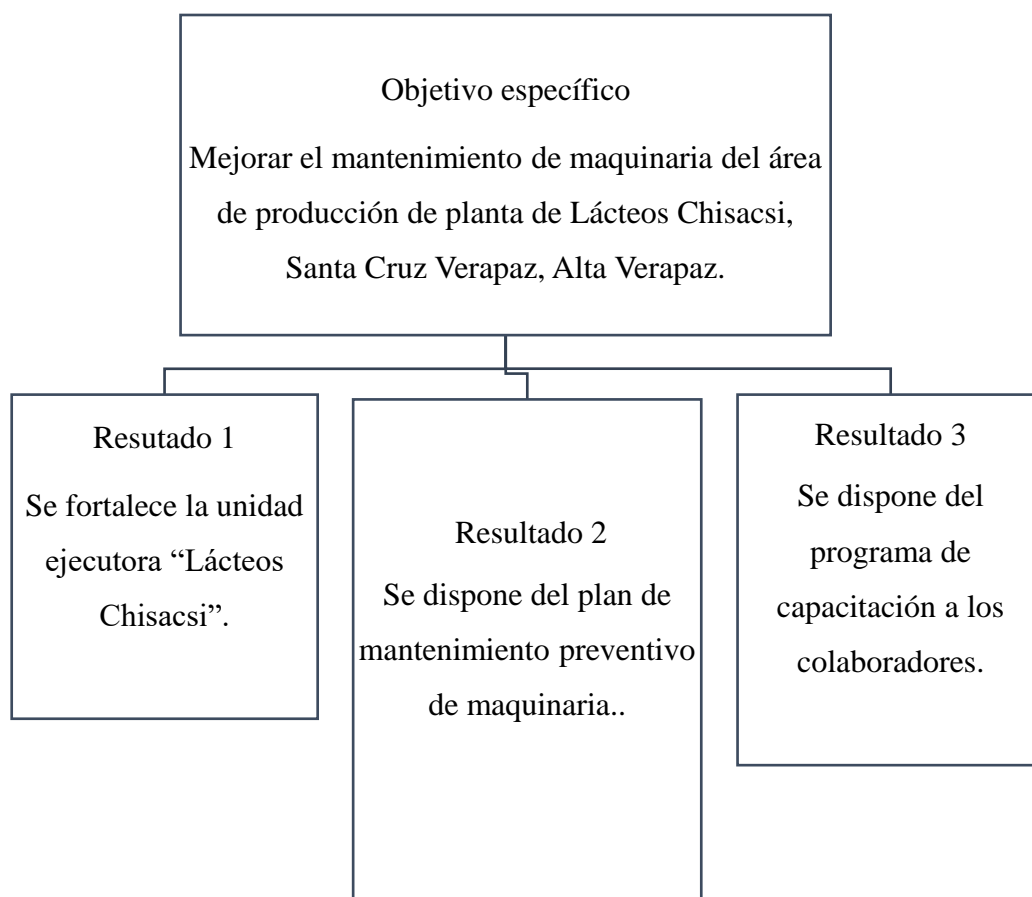 Objetivo específico
Mejorar el mantenimiento de maquinaria del área
de producción de planta de Lácteos Chisacsi,
Santa Cruz Verapaz, Alta Verapaz.
Resutado 1
Se fortalece la unidad
ejecutora “Lácteos
Chisacsi”.
Resultado 2
Se dispone del plan de
mantenimiento preventivo
de maquinaria..
Resultado 3
Se dispone del
programa de
capacitación a los
colaboradores.